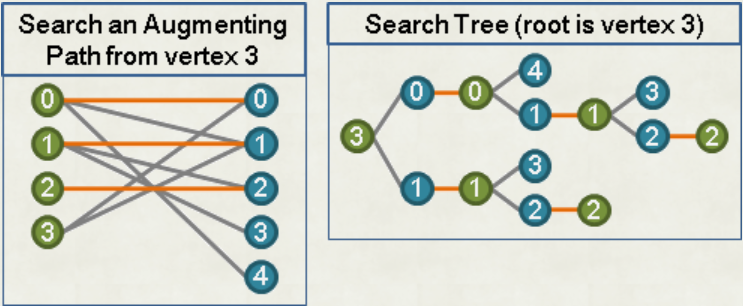 Search an Augmenting
Path from vertex 3
0 0
1 1
2 2
3 3
4
Search Tree (root is vertex 3)
4
0 0 3
1 1
3 2 2
3
1 1
2 2